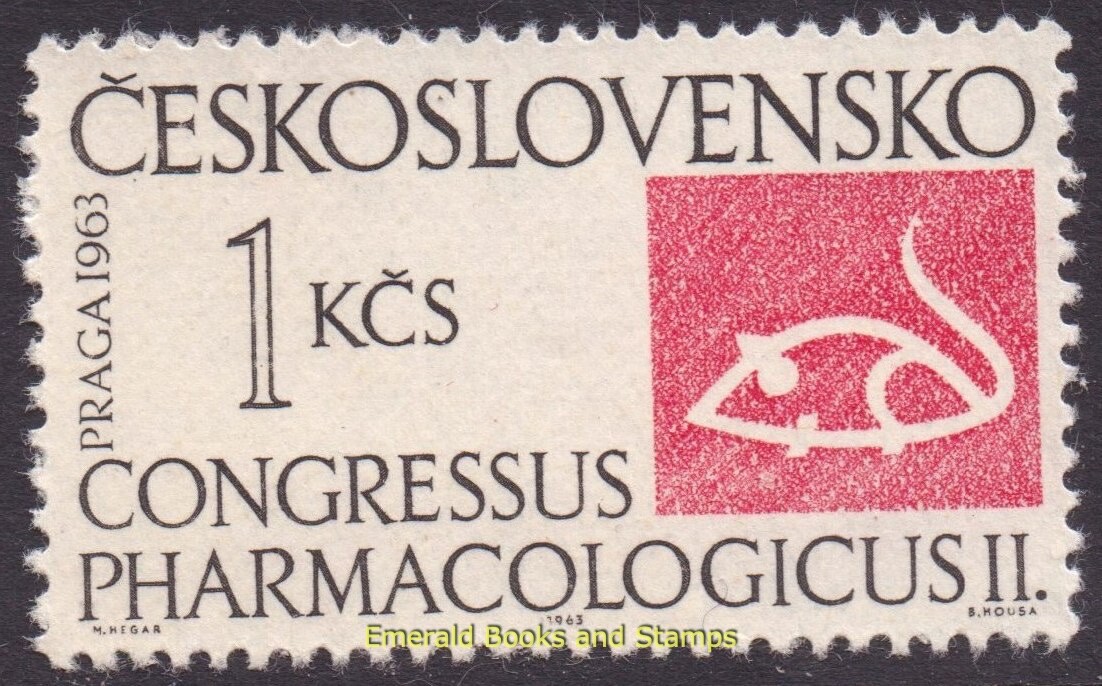 ČESKOSLOVENSKO
PRAGA 1963
1 KČS
CONGRESSUS
PHARMACOLOGICUS II.
M. HEGAR
1963
B. HOUSA
Emerald Books and Stamps